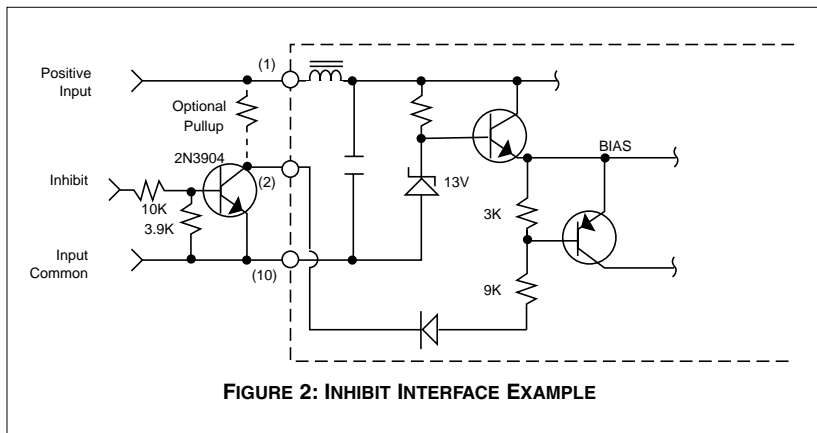 Positive
Input
(1)
Optional
Pullup
2N3904
Inhibit
(2)
10K
3.9K
Input
Common
(10)
13V
BIAS
3K
9K
FIGURE 2: INHIBIT INTERFACE EXAMPLE